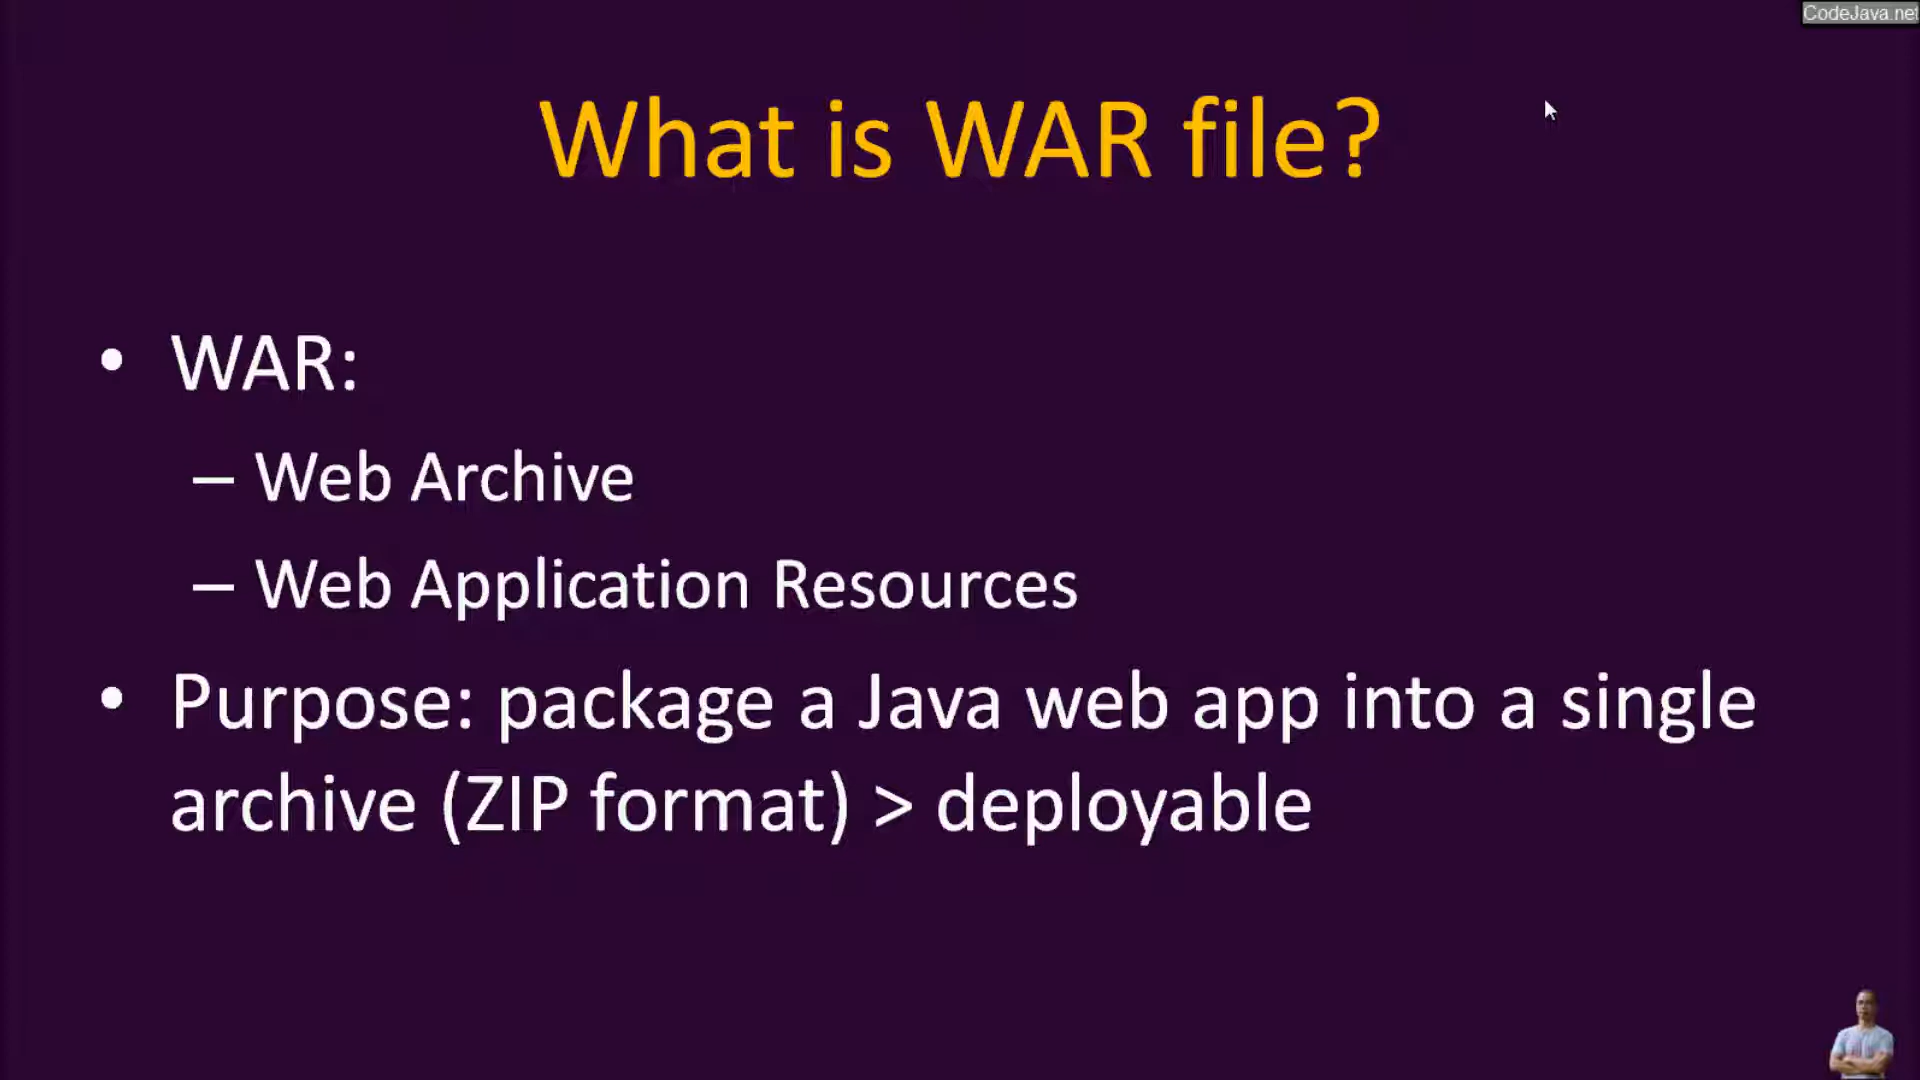 CodeJava.net
What is WAR file?
• WAR:
– Web Archive
– Web Application Resources
• Purpose: package a Java web app into a single
archive (ZIP format) > deployable